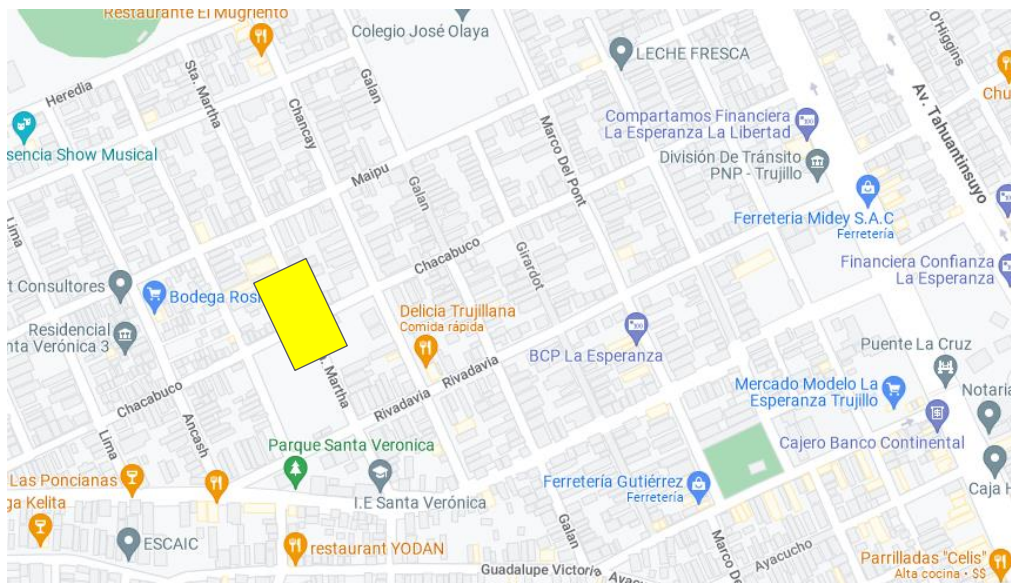 Restaurante El Mugriento
Colegio José Olaya
O'Higgins
LECHE FRESCA
Sta. Martha
Galan
Heredia
Chancay
Av. Tahuantinsuyo
Compartamos Financiera
La Esperanza La Libertad
Marco Del Pont
sencia Show Musical
División De Tránsito
PNP - Trujillo
Maipu
Galan
Ferreteria Midey S.A.C
Ferretería
Lima
Chacabuco
Girardot
Financiera Confianza
La Esperanza
t Consultores
Bodega Rosi
Delicia Trujillana
Comida rápida
Residencial
nta Verónica 3
BCP La Esperanza
Puente La Cruz
Rivadavia
Mercado Modelo La
Esperanza Trujillo
Notaria
Martha
Chacabuco
Rivadavia
Ancash
Lima
Parque Santa Veronica
Cajero Banco Continental
Las Poncianas
I.E Santa Verónica
Ferretería Gutiérrez
Ferretería
Caja H
ga Kelita
ESCAIC
Galan
Marco De
restaurant YODAN
Ayacucho
Parrilladas "Celis"
Alta cocina • $$
Guadalupe Victoria